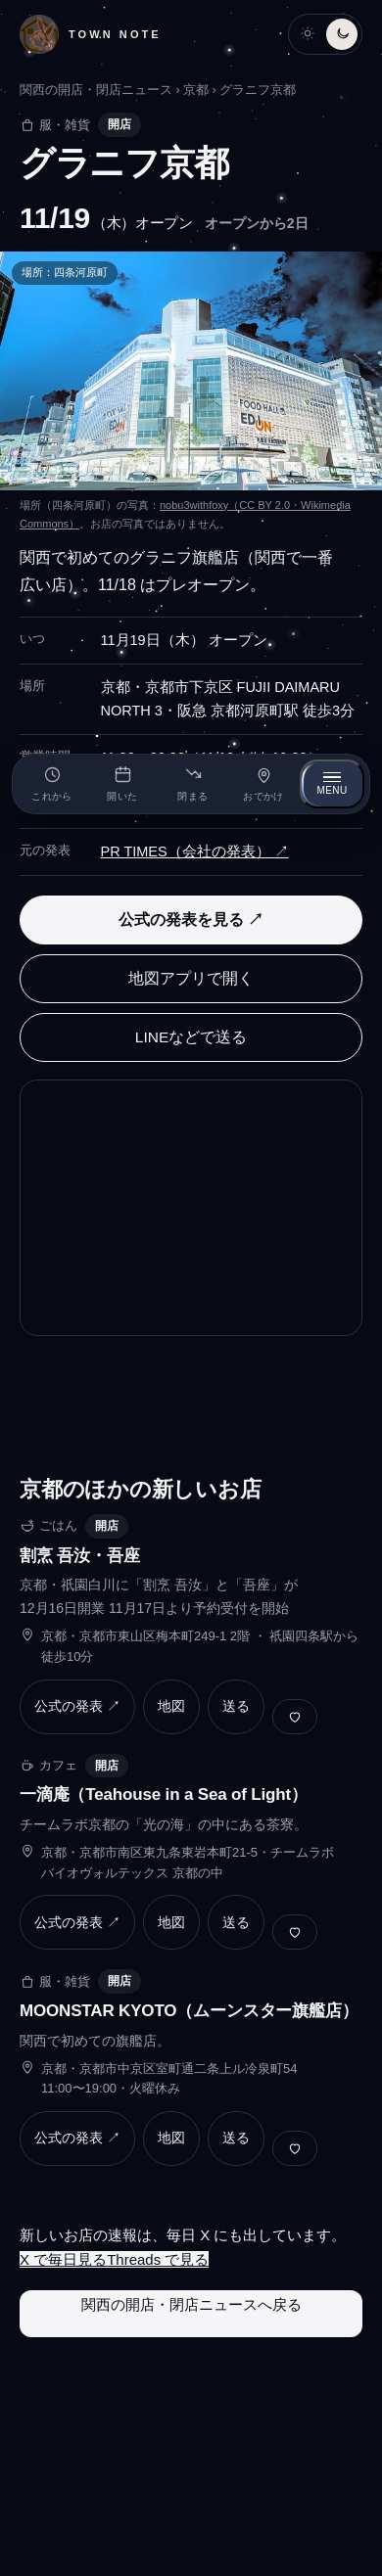 TOWN NOTE
関西の開店・閉店ニュース › 京都 › グラニフ京都
服・雑貨 開店
グラニフ京都
11/19（木）オープン オープンから2日
場所：四条河原町
FOOD HALL
EDION
場所（四条河原町）の写真：nobu3withfoxy（CC BY 2.0・Wikimedia
Commons）。お店の写真ではありません。
関西で初めてのグラニフ旗艦店（関西で一番
広い店）。11/18 はプレオープン。
いつ 11月19日（木） オープン
場所 京都・京都市下京区 FUJII DAIMARU
NORTH 3・阪急 京都河原町駅 徒歩3分
これから 開いた 閉まる おでかけ MENU
元の発表 PR TIMES（会社の発表） ↗
公式の発表を見る ↗
地図アプリで開く
LINEなどで送る
京都のほかの新しいお店
ごはん 開店
割烹 吾汝・吾座
京都・祇園白川に「割烹 吾汝」と「吾座」が
12月16日開業 11月17日より予約受付を開始
京都・京都市東山区梅本町249-1 2階 ・ 祇園四条駅から
徒歩10分
公式の発表 ↗ 地図 送る
カフェ 開店
一滴庵（Teahouse in a Sea of Light）
チームラボ京都の「光の海」の中にある茶寮。
京都・京都市南区東九条東岩本町21-5・チームラボ
バイオヴォルテックス 京都の中
公式の発表 ↗ 地図 送る
服・雑貨 開店
MOONSTAR KYOTO（ムーンスター旗艦店）
関西で初めての旗艦店。
京都・京都市中京区室町通二条上ル冷泉町54
11:00〜19:00・火曜休み
公式の発表 ↗ 地図 送る
新しいお店の速報は、毎日 X にも出しています。
X で毎日見るThreads で見る
関西の開店・閉店ニュースへ戻る